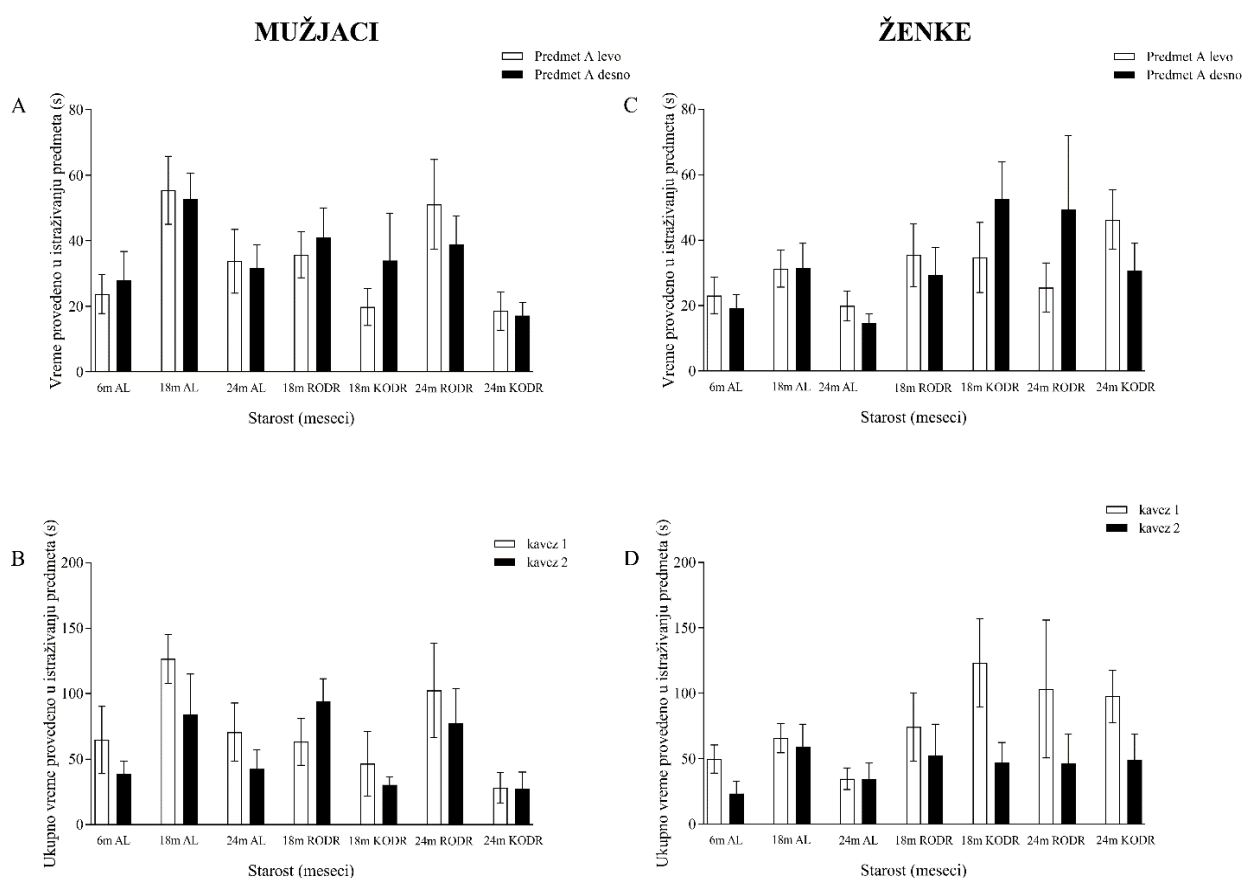 MUŽJACI
Predmet A levo
Predmet A desno
A
Vreme provedeno u istraživanju predmeta (s)
80
60
40
20
0
6m AL 18m AL 24m AL 18m RODR 18m KODR 24m RODR 24m KODR
Starost (meseci)
ŽENKE
Predmet A levo
Predmet A desno
C
Vreme provedeno u istraživanju predmeta (s)
80
60
40
20
0
6m AL 18m AL 24m AL 18m RODR 18m KODR 24m RODR 24m KODR
Starost (meseci)
kavez 1
kavez 2
B
Ukupno vreme provedeno u istraživanju predmeta (s)
200
150
100
50
0
6m AL 18m AL 24m AL 18m RODR 18m KODR 24m RODR 24m KODR
Starost (meseci)
kavez 1
kavez 2
D
Ukupno vreme provedeno u istraživanju predmeta (s)
200
150
100
50
0
6m AL 18m AL 24m AL 18m RODR 18m KODR 24m RODR 24m KODR
Starost (meseci)